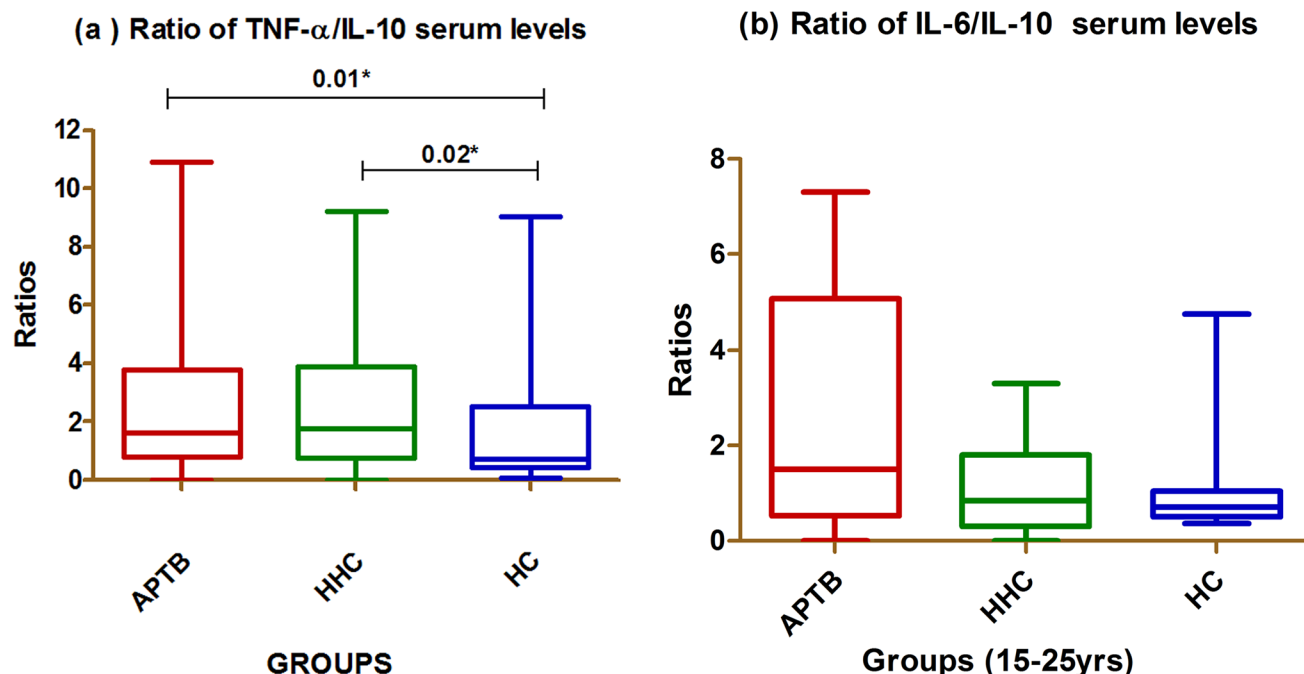 (a ) Ratio of TNF-α/IL-10 serum levels
0.01*
0.02*
12
10
8
6
4
2
0
Ratios
APTB
HHC
HC
GROUPS
(b) Ratio of IL-6/IL-10 serum levels
8
6
4
2
0
Ratios
APTB
HHC
HC
Groups (15-25yrs)